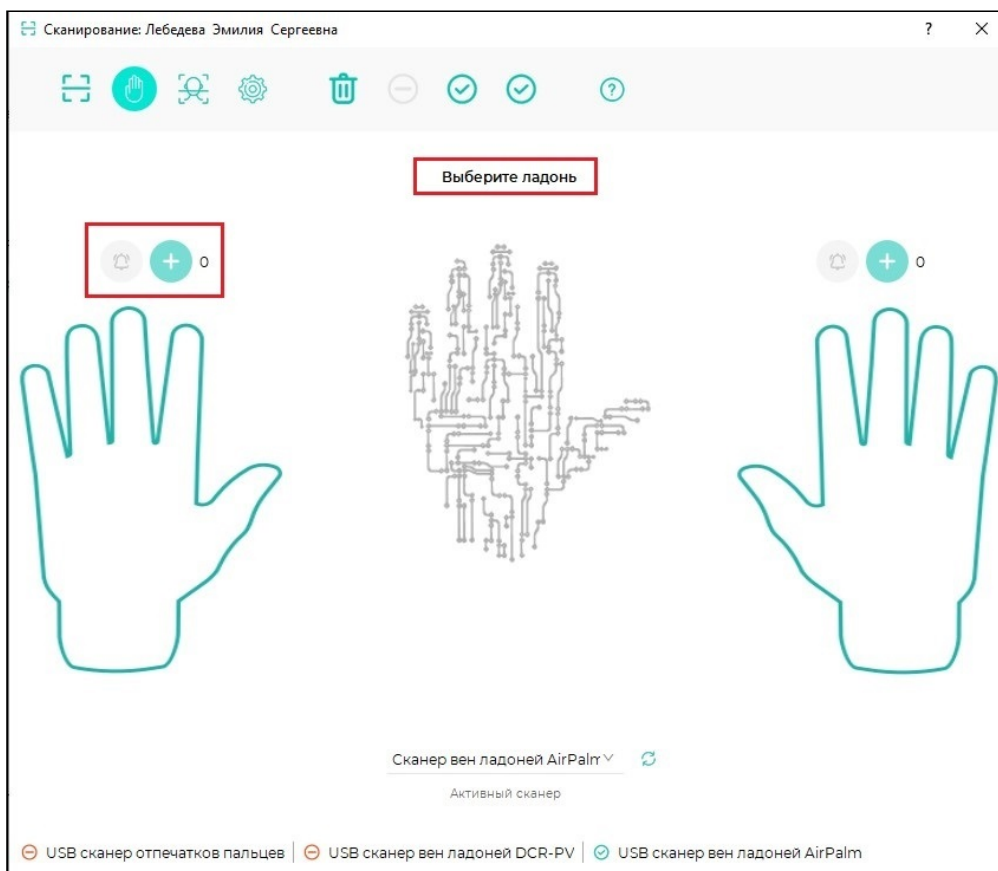 Сканирование: Лебедева Эмилия Сергеевна
Выберите ладонь
0
0
Сканер вен ладоней AirPalm
Активный сканер
USB сканер отпечатков пальцев
USB сканер вен ладоней DCR-PV
USB сканер вен ладоней AirPalm